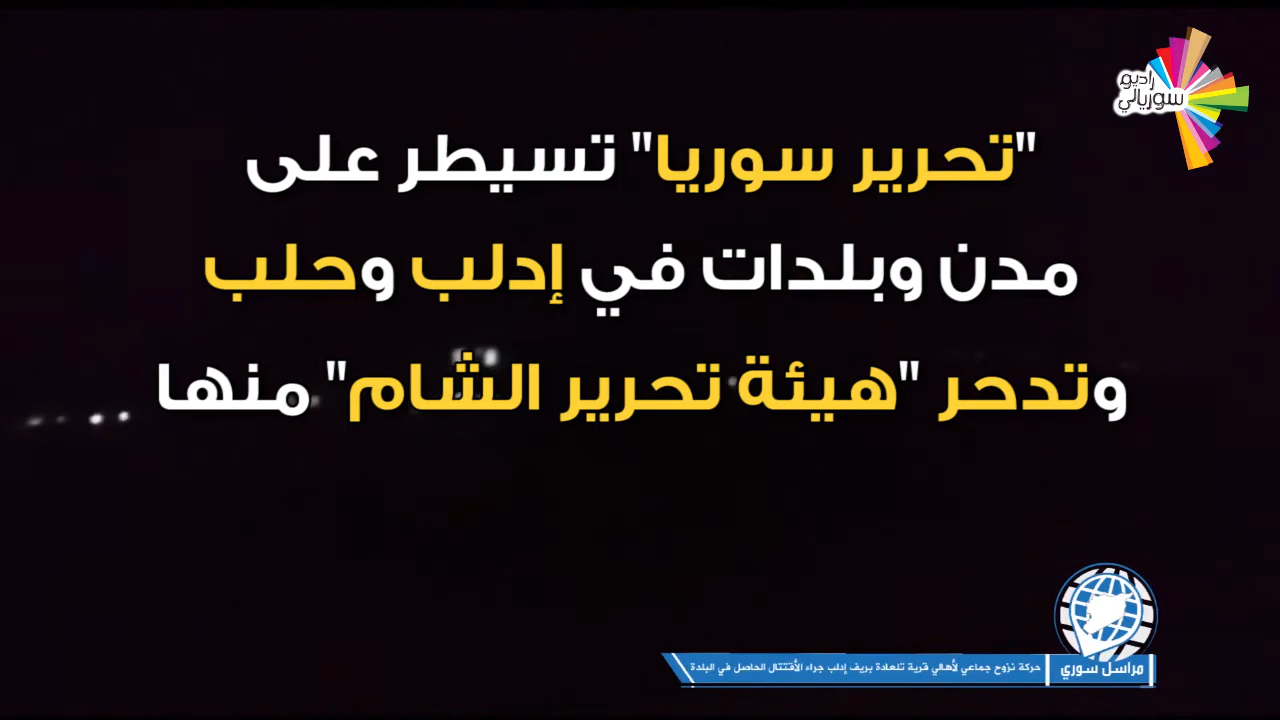 راديو
سوريالي
"تحرير سوريا" تسيطر على
مدن وبلدات في إدلب وحلب
وتدحر "هيئة تحرير الشام" منها
مراسل سوري
حركة نزوح جماعي لأهالي قرية تلعادة بريف إدلب جراء الأقتتال الحاصل في البلدة